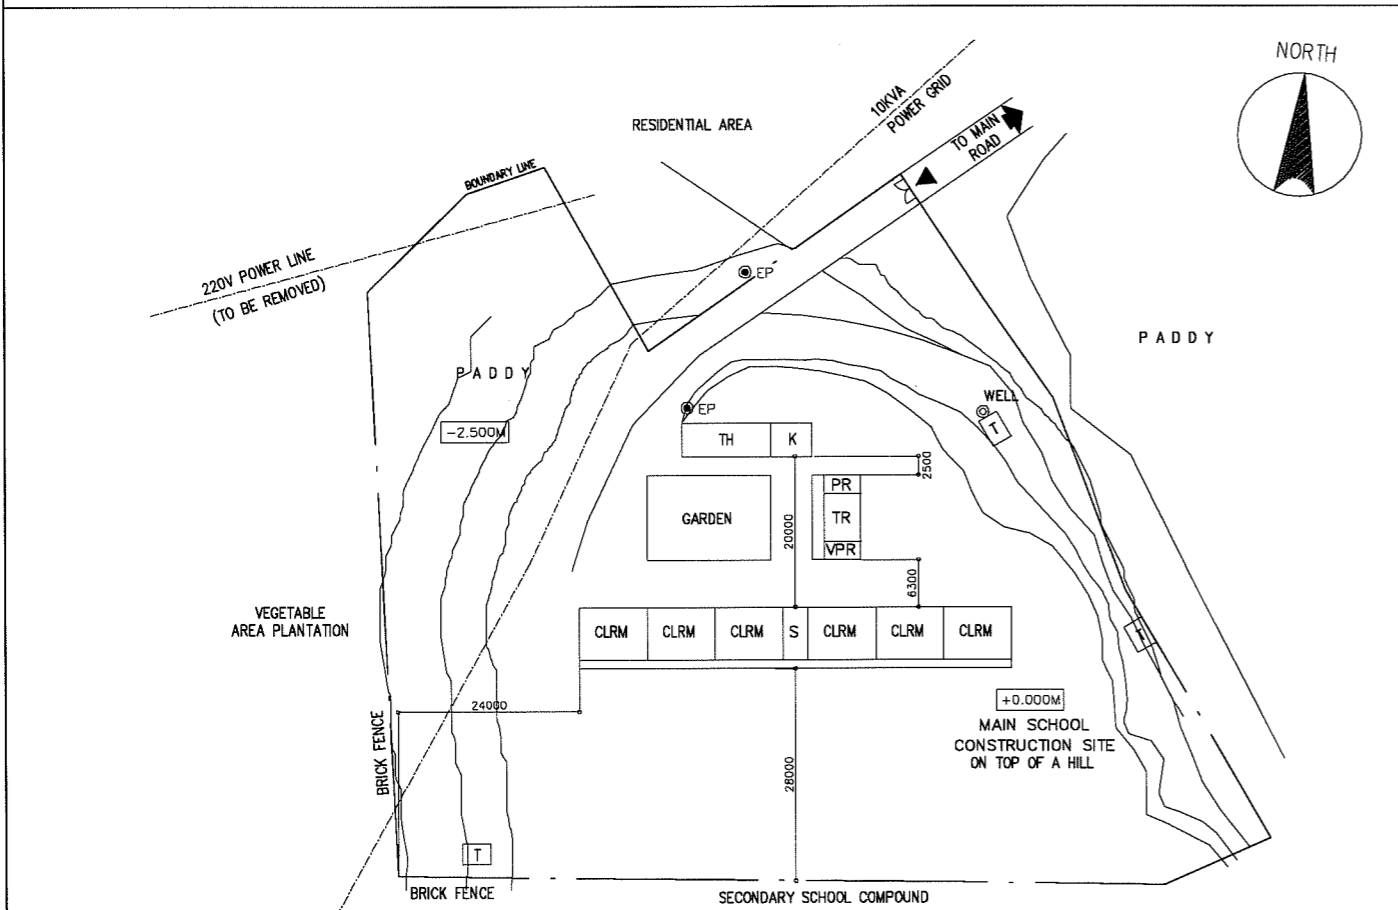 NORTH
10KVA
POWER GRID
RESIDENTIAL AREA
TO MAIN
ROAD
BOUNDARY LINE
220V POWER LINE
(TO BE REMOVED)
EP
PADDY
PADDY
WELL
T
EP
-2.500M
TH
K
2500
PR
GARDEN
20000
TR
VPR
6300
VEGETABLE
AREA PLANTATION
CLRM
CLRM
CLRM
S
CLRM
CLRM
CLRM
T
24000
+0.000M
MAIN SCHOOL
CONSTRUCTION SITE
ON TOP OF A HILL
BRICK FENCE
28000
T
BRICK FENCE
SECONDARY SCHOOL COMPOUND